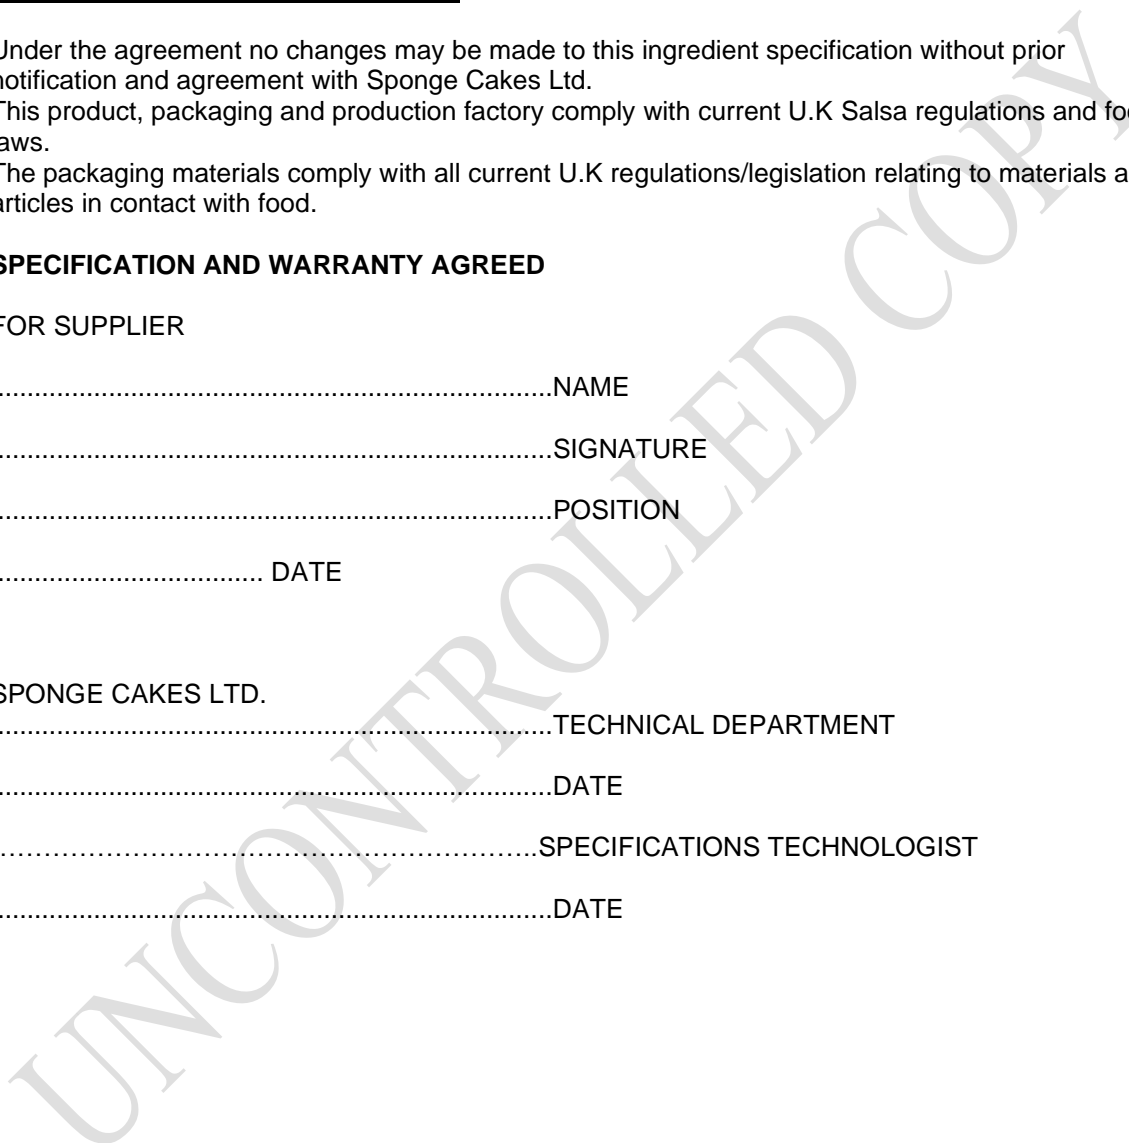 Under the agreement no changes may be made to this ingredient specification without prior
notification and agreement with Sponge Cakes Ltd.
This product, packaging and production factory comply with current U.K Salsa regulations and
laws.
The packaging materials comply with all current U.K regulations/legislation relating to materials
articles in contact with food.
SPECIFICATION AND WARRANTY AGREED
FOR SUPPLIER
..........................................................................NAME
..........................................................................SIGNATURE
..........................................................................POSITION
.................................... DATE
SPONGE CAKES LTD.
..........................................................................TECHNICAL DEPARTMENT
..........................................................................DATE
………………………………………………………..SPECIFICATIONS TECHNOLOGIST
..........................................................................DATE
UNCONTROLLED COPY